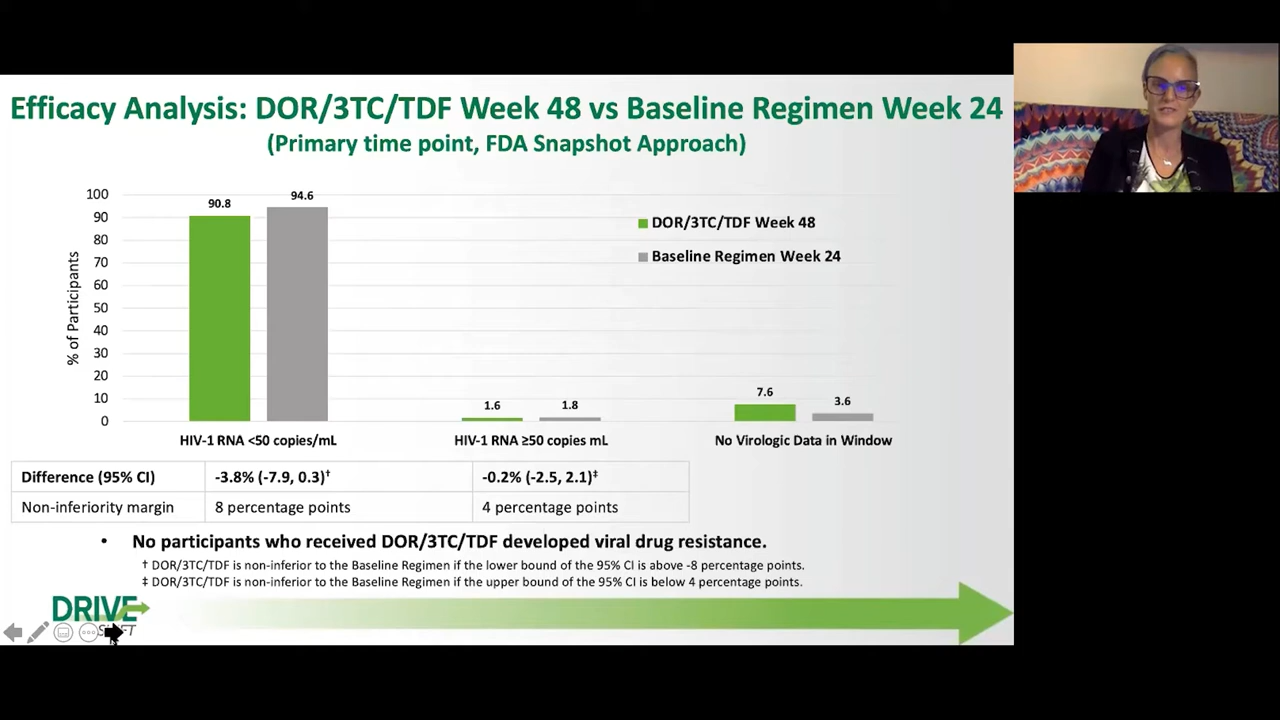 Efficacy Analysis: DOR/3TC/TDF Week 48 vs Baseline Regimen Week 24
(Primary time point, FDA Snapshot Approach)
% of Participants
100
90
80
70
60
50
40
30
20
10
0
90.8
94.6
1.6
1.8
7.6
3.6
DOR/3TC/TDF Week 48
Baseline Regimen Week 24
HIV-1 RNA <50 copies/mL
HIV-1 RNA ≥50 copies mL
No Virologic Data in Window
Difference (95% CI) -3.8% (-7.9, 0.3)† -0.2% (-2.5, 2.1)‡
Non-inferiority margin 8 percentage points 4 percentage points
• No participants who received DOR/3TC/TDF developed viral drug resistance.
† DOR/3TC/TDF is non-inferior to the Baseline Regimen if the lower bound of the 95% CI is above -8 percentage points.
‡ DOR/3TC/TDF is non-inferior to the Baseline Regimen if the upper bound of the 95% CI is below 4 percentage points.
DRIVE